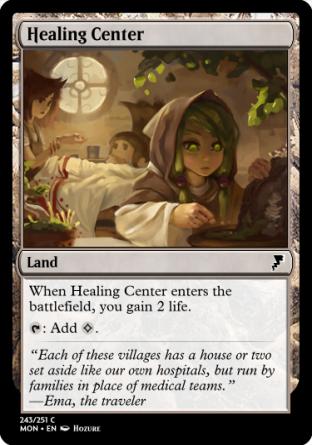 Healing Center
Land
When Healing Center enters the
battlefield, you gain 2 life.
: Add .
“Each of these villages has a house or two
set aside like our own hospitals, but run by
families in place of medical teams.”
—Ema, the traveler
243/251 C
MON • EN HOZURE